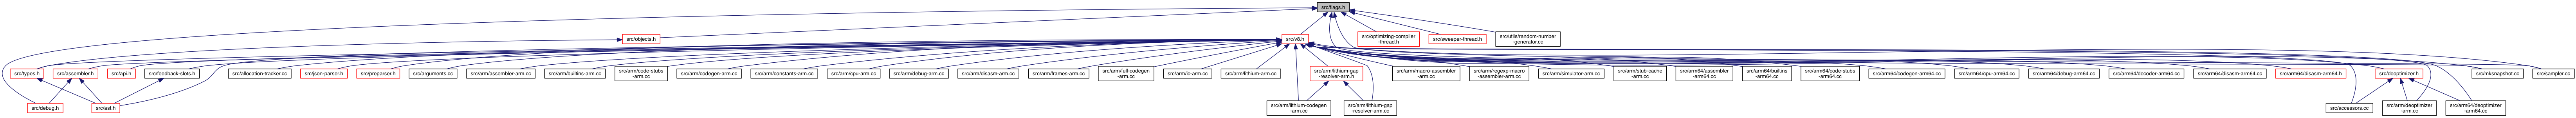 src/flags.h
src/objects.h
src/v8.h
src/optimizing-compiler
-thread.h
src/sweeper-thread.h
src/utils/random-number
-generator.cc
src/types.h
src/assembler.h
src/api.h
src/feedback-slots.h
src/allocation-tracker.cc
src/json-parser.h
src/preparser.h
src/arguments.cc
src/arm/assembler-arm.cc
src/arm/builtins-arm.cc
src/arm/code-stubs
-arm.cc
src/arm/codegen-arm.cc
src/arm/constants-arm.cc
src/arm/cpu-arm.cc
src/arm/debug-arm.cc
src/arm/disasm-arm.cc
src/arm/frames-arm.cc
src/arm/full-codegen
-arm.cc
src/arm/ic-arm.cc
src/arm/lithium-arm.cc
src/arm/lithium-gap
-resolver-arm.h
src/arm/macro-assembler
-arm.cc
src/arm/regexp-macro
-assembler-arm.cc
src/arm/simulator-arm.cc
src/arm/stub-cache
-arm.cc
src/arm64/assembler
-arm64.cc
src/arm64/builtins
-arm64.cc
src/arm64/code-stubs
-arm64.cc
src/arm64/codegen-arm64.cc
src/arm64/cpu-arm64.cc
src/arm64/debug-arm64.cc
src/arm64/decoder-arm64.cc
src/arm64/disasm-arm64.cc
src/arm64/disasm-arm64.h
src/deoptimizer.h
src/mksnapshot.cc
src/sampler.cc
src/debug.h
src/ast.h
src/arm/lithium-codegen
-arm.cc
src/arm/lithium-gap
-resolver-arm.cc
src/accessors.cc
src/arm/deoptimizer
-arm.cc
src/arm64/deoptimizer
-arm64.cc